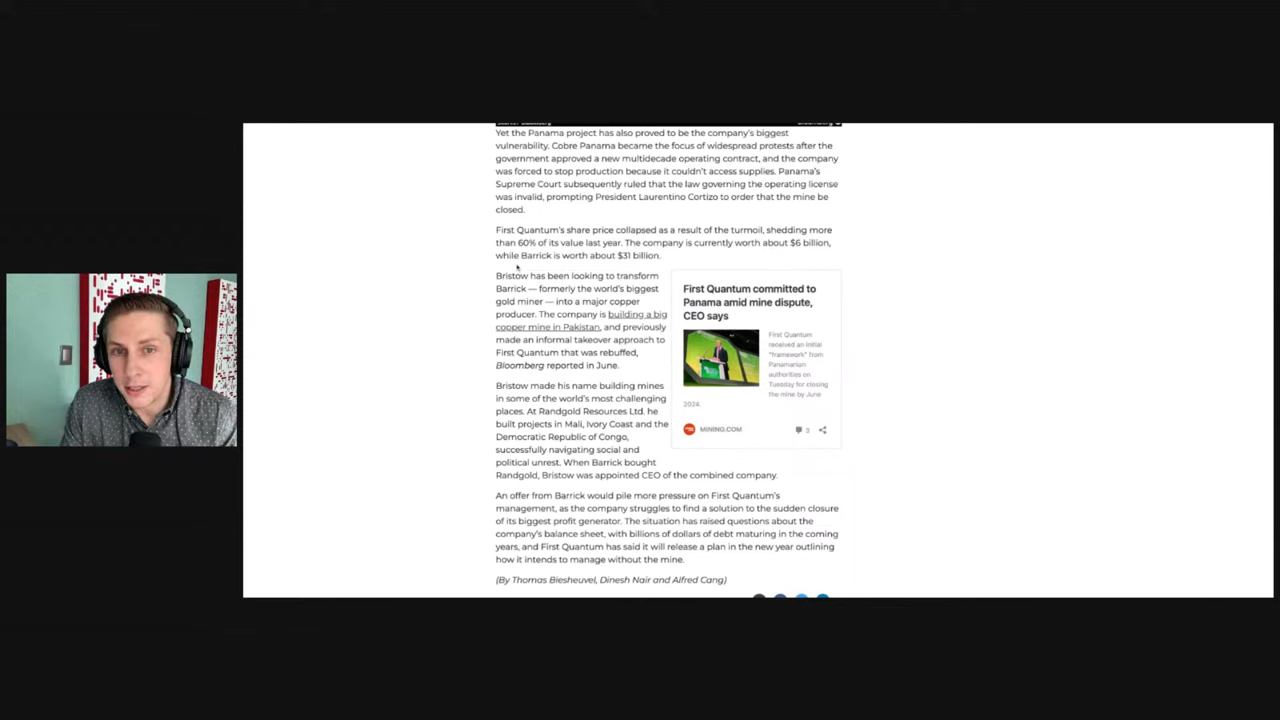 Yet the Panama project has also proved to be the company's biggest
vulnerability. Cobre Panama became the focus of widespread protests after the
government approved a new multidecade operating contract, and the company
was forced to stop production because it couldn't access supplies. Panama's
Supreme Court subsequently ruled that the law governing the operating license
was invalid, prompting President Laurentino Cortizo to order that the mine be
closed.
First Quantum's share price collapsed as a result of the turmoil, shedding more
than 60% of its value last year. The company is currently worth about $6 billion,
while Barrick is worth about $31 billion.
Bristow has been looking to transform
Barrick — formerly the world's biggest
gold miner — into a major copper
producer. The company is building a big
copper mine in Pakistan, and previously
made an informal takeover approach to
First Quantum that was rebuffed,
Bloomberg reported in June.
Bristow made his name building mines
in some of the world's most challenging
places. At Randgold Resources Ltd. he
built projects in Mali, Ivory Coast and the
Democratic Republic of Congo,
successfully navigating social and
political unrest. When Barrick bought
Randgold, Bristow was appointed CEO of the combined company.
First Quantum committed to
Panama amid mine dispute,
CEO says
First Quantum
received an initial
"framework" from
Panamanian
authorities on
Tuesday for closing
the mine by June
2024.
MINING.COM
3
An offer from Barrick would pile more pressure on First Quantum's
management, as the company struggles to find a solution to the sudden closure
of its biggest profit generator. The situation has raised questions about the
company's balance sheet, with billions of dollars of debt maturing in the coming
years, and First Quantum has said it will release a plan in the new year outlining
how it intends to manage without the mine.
(By Thomas Biesheuvel, Dinesh Nair and Alfred Cang)